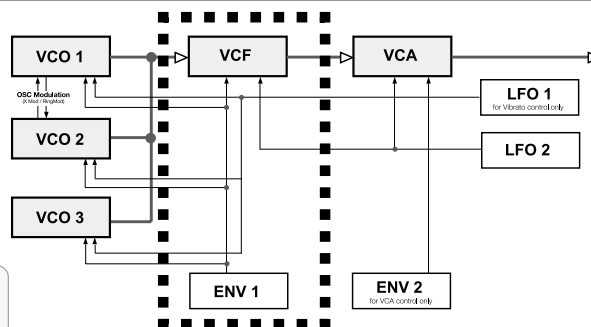 VCO 1
VCF
VCA
LFO 1
for Vibrato control only
OSC Modulation
(X Mod / RingMod)
VCO 2
LFO 2
VCO 3
ENV 1
ENV 2
for VCA control only